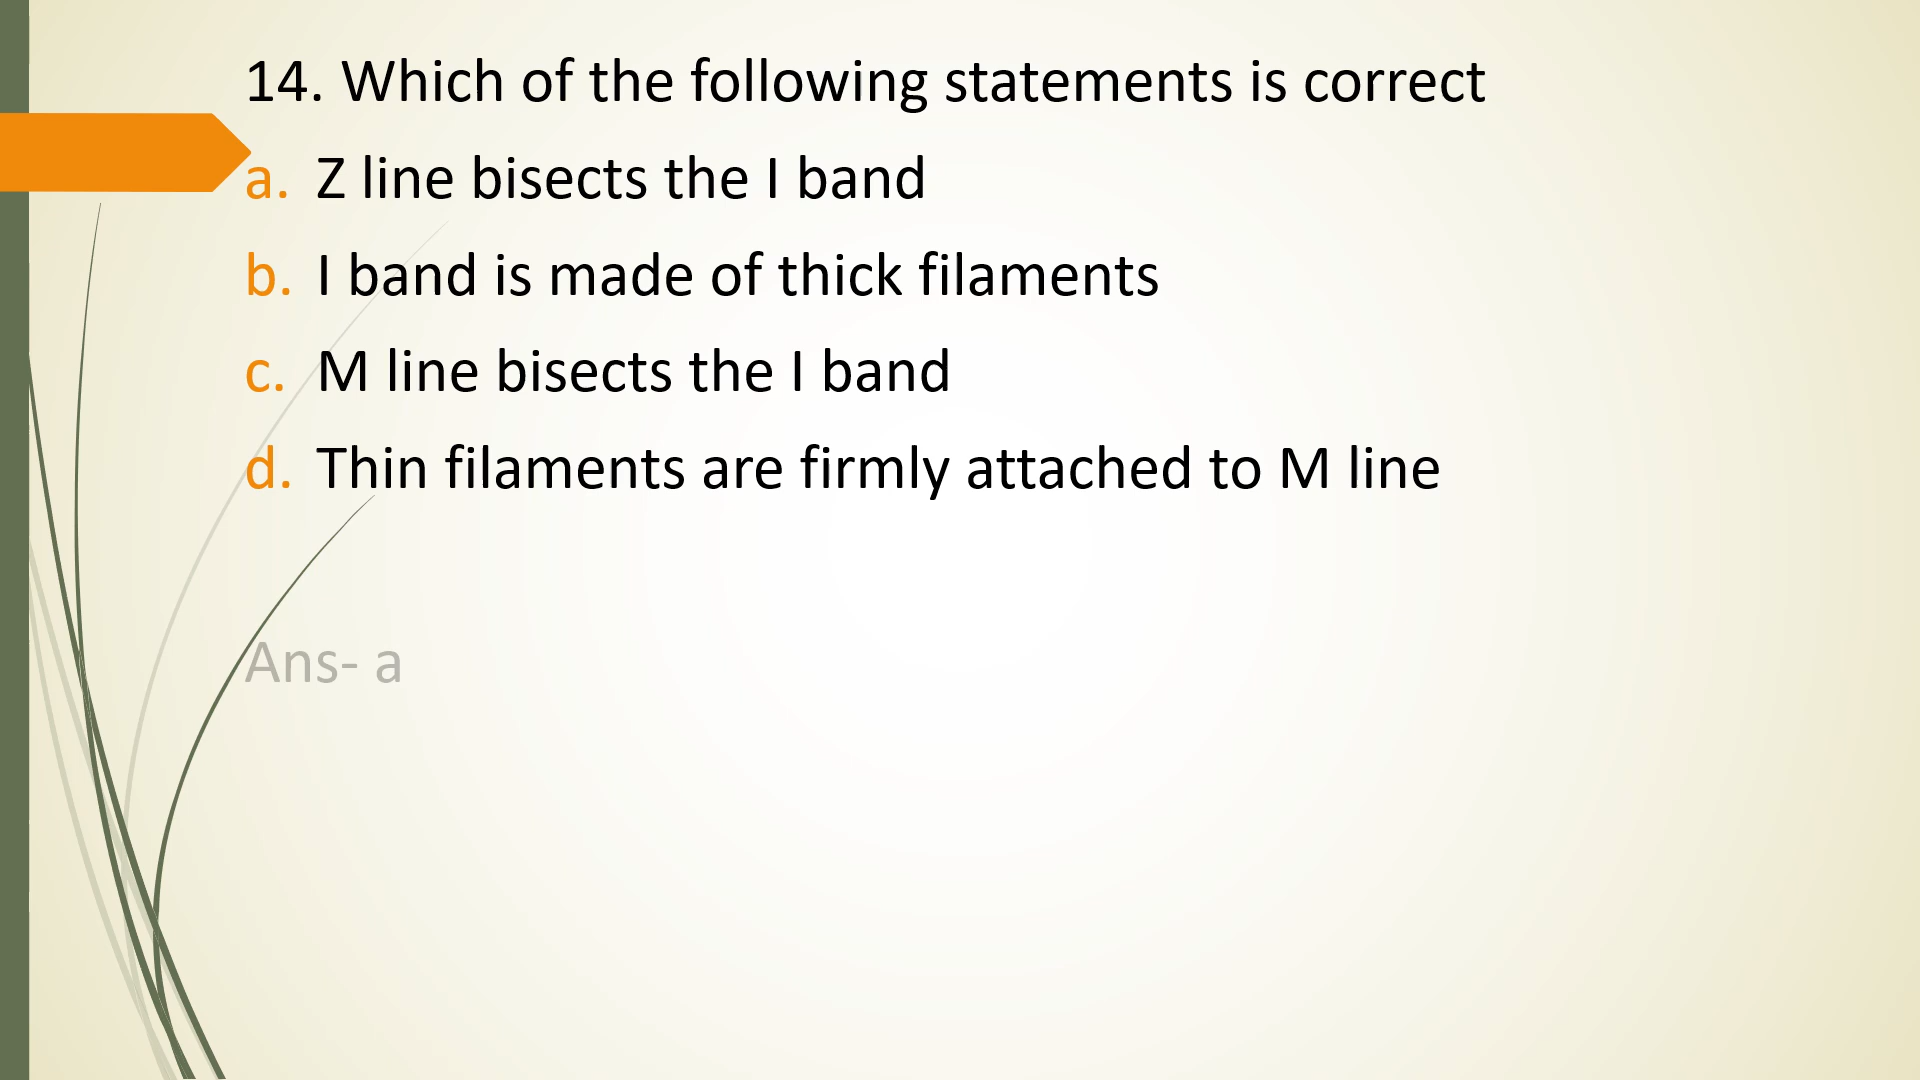 14. Which of the following statements is correct
a. Z line bisects the I band
b. I band is made of thick filaments
c. M line bisects the I band
d. Thin filaments are firmly attached to M line
Ans- a